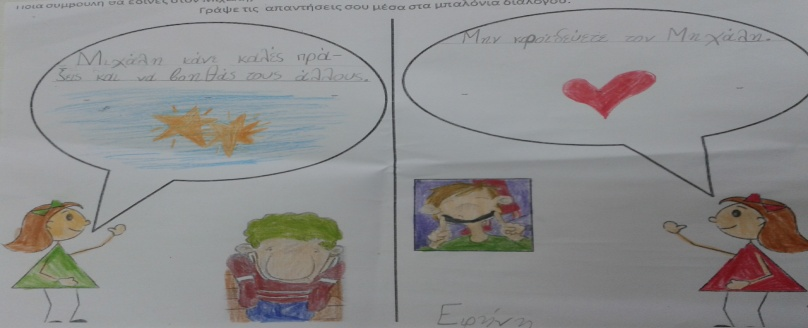 Ποια συμβουλή θα έδινες στον Μιχάλη
Γράψε τις απαντήσεις σου μέσα στα μπαλόνια διαλόγου.
Μιχάλη κάνε καλές πρά-
ξεις και να βοηθάς τους άλλους.
Μην κοροϊδεύετε τον Μιχάλη.
Ειρήνη